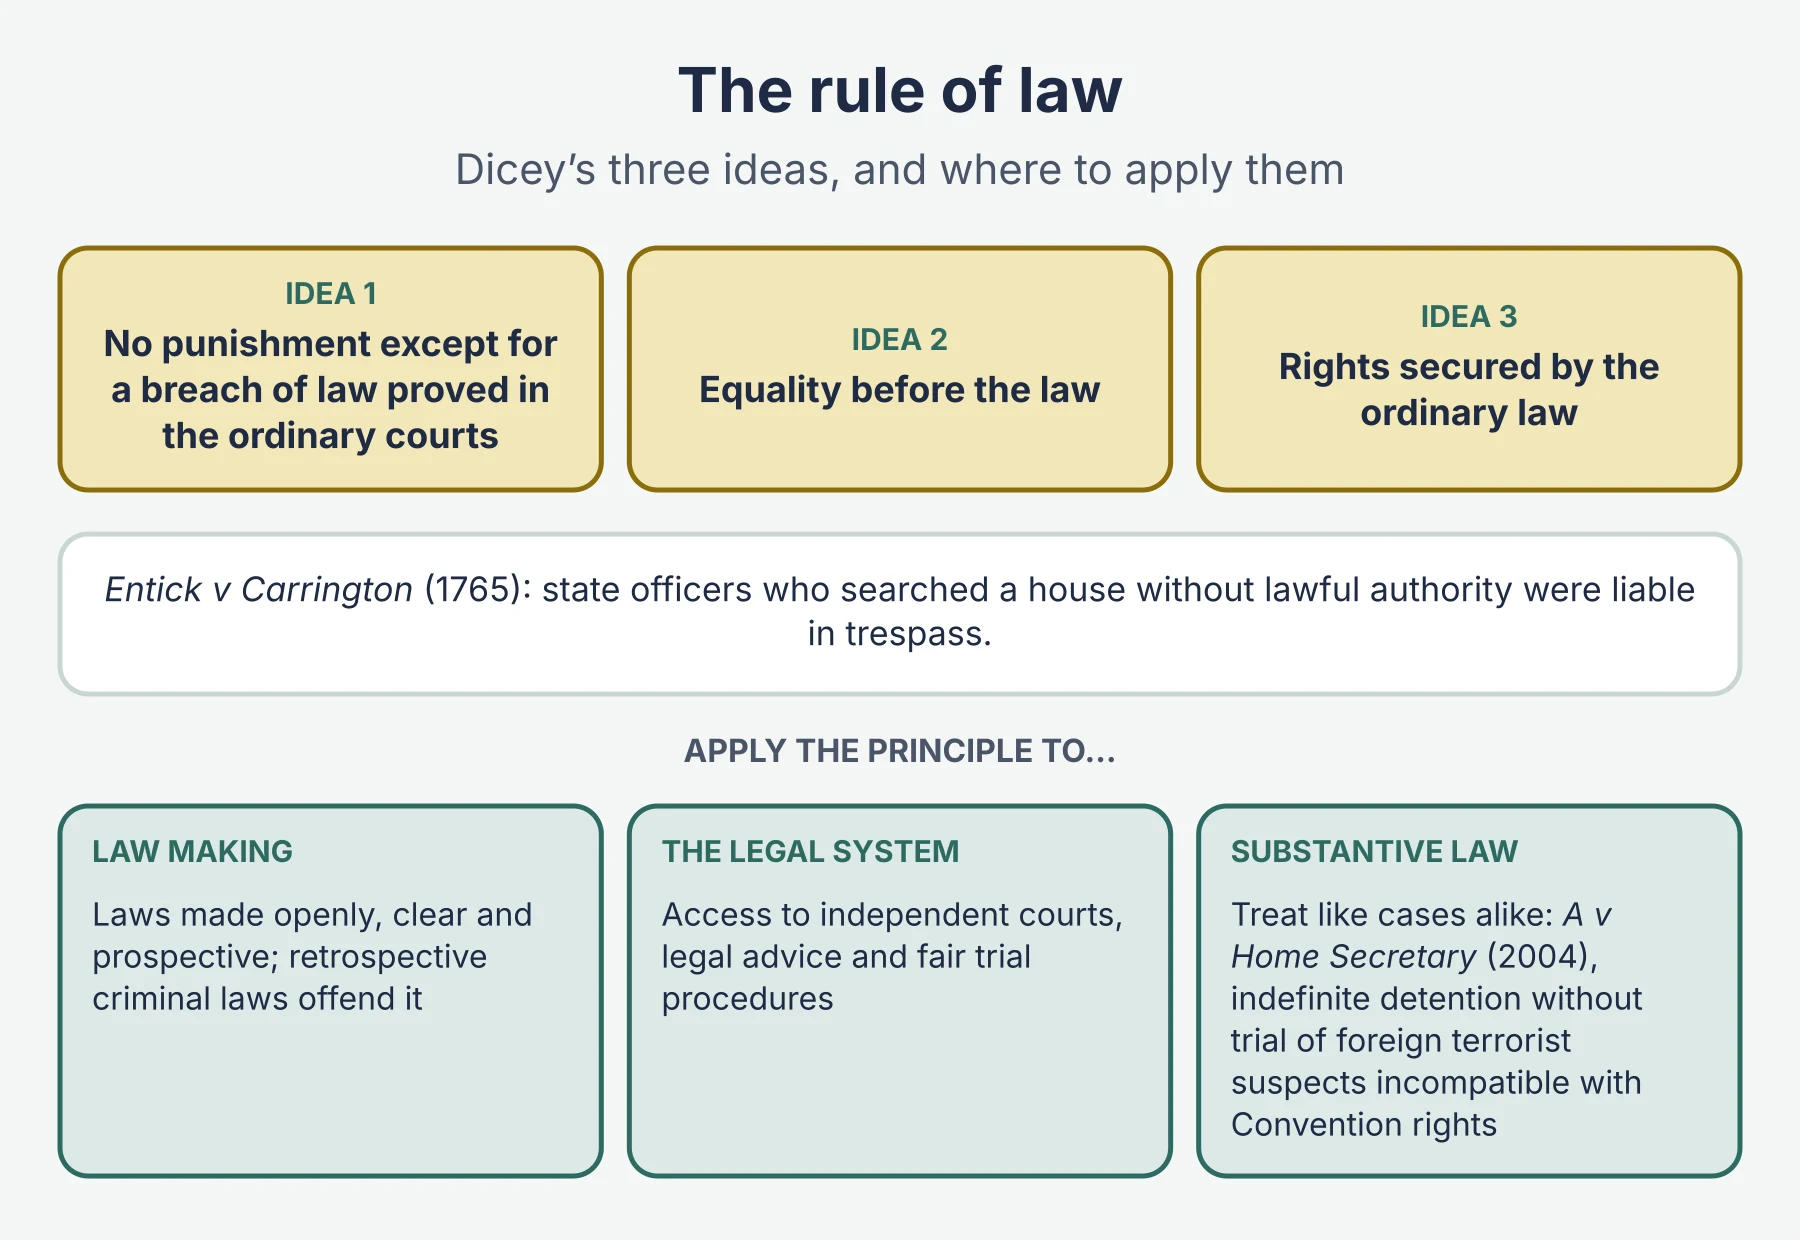 The rule of law
Dicey’s three ideas, and where to apply them
IDEA 1
No punishment except for
a breach of law proved in
the ordinary courts
IDEA 2
Equality before the law
IDEA 3
Rights secured by the
ordinary law
Entick v Carrington (1765): state officers who searched a house without lawful authority were liable
in trespass.
APPLY THE PRINCIPLE TO…
LAW MAKING
Laws made openly, clear and
prospective; retrospective
criminal laws offend it
THE LEGAL SYSTEM
Access to independent courts,
legal advice and fair trial
procedures
SUBSTANTIVE LAW
Treat like cases alike: A v
Home Secretary (2004),
indefinite detention without
trial of foreign terrorist
suspects incompatible with
Convention rights